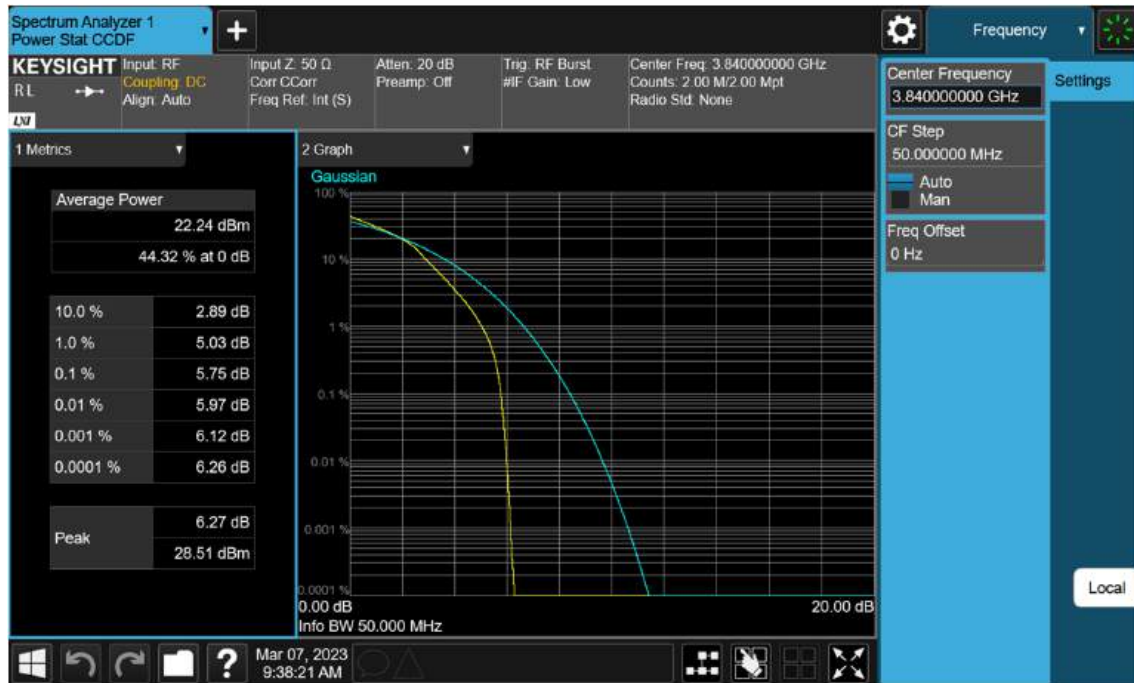 Spectrum Analyzer 1
Power Stat CCDF
Frequency
KEYSIGHT
RL
LXI
Input: RF
Coupling: DC
Align: Auto
Input Z: 50 Ω
Corr CCorr
Freq Ref: Int (S)
Atten: 20 dB
Preamp: Off
Trig: RF Burst
#IF Gain: Low
Center Freq: 3.840000000 GHz
Counts: 2.00 M/2.00 Mpt
Radio Std: None
Center Frequency
3.840000000 GHz
Settings
CF Step
50.000000 MHz
Auto
Man
Freq Offset
0 Hz
Local
1 Metrics
Average Power
22.24 dBm
44.32 % at 0 dB
10.0 % 2.89 dB
1.0 % 5.03 dB
0.1 % 5.75 dB
0.01 % 5.97 dB
0.001 % 6.12 dB
0.0001 % 6.26 dB
Peak
6.27 dB
28.51 dBm
2 Graph
Gaussian
100 %
10 %
1 %
0.1 %
0.01 %
0.001 %
0.0001 %
0.00 dB 20.00 dB
Info BW 50.000 MHz
?
Mar 07, 2023
9:38:21 AM